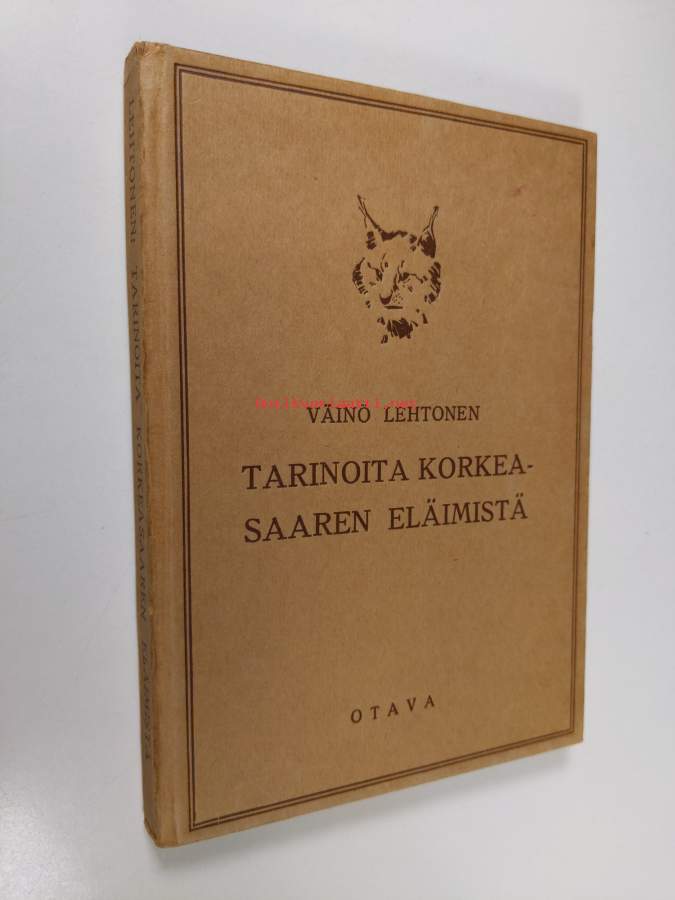 LEHTONEN: TARINOITA KORKEASAAREN ELÄIMISTÄ
VÄINÖ LEHTONEN
TARINOITA KORKEA-
SAAREN ELÄIMISTÄ
OTAVA